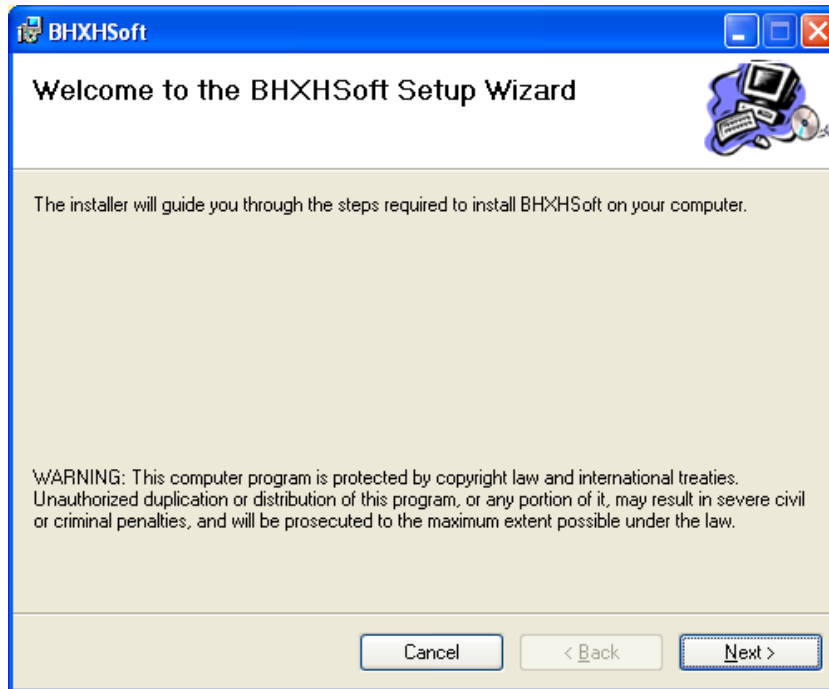 BHXHSoft
Welcome to the BHXHSoft Setup Wizard
The installer will guide you through the steps required to install BHXHSoft on your computer.
WARNING: This computer program is protected by copyright law and international treaties.
Unauthorized duplication or distribution of this program, or any portion of it, may result in severe civil
or criminal penalties, and will be prosecuted to the maximum extent possible under the law.
Cancel
< Back
Next >